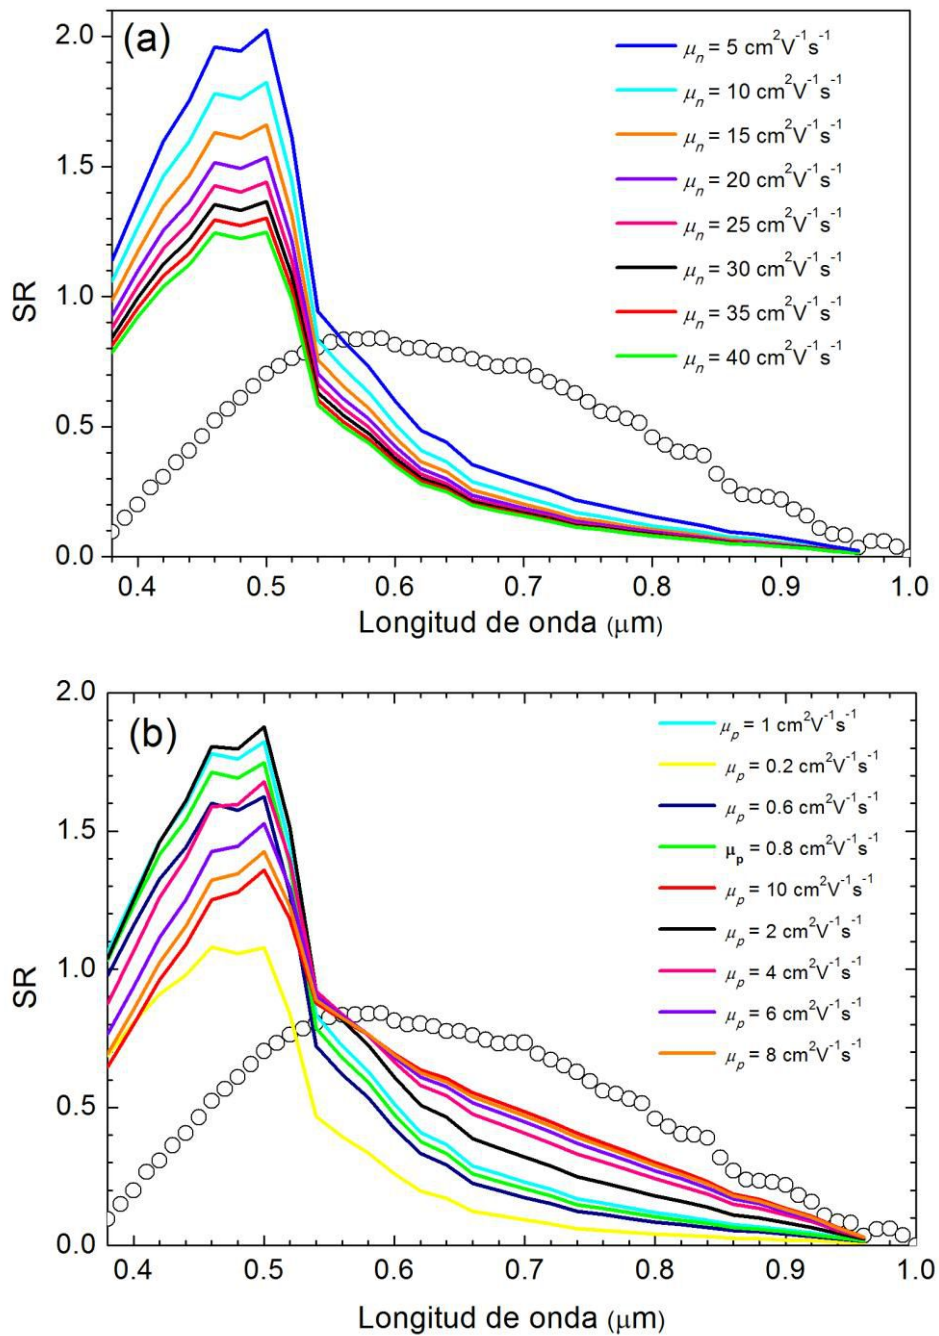 (a)
SR
2.0
1.5
1.0
0.5
0.0
μn = 5 cm²V⁻¹s⁻¹
μn = 10 cm²V⁻¹s⁻¹
μn = 15 cm²V⁻¹s⁻¹
μn = 20 cm²V⁻¹s⁻¹
μn = 25 cm²V⁻¹s⁻¹
μn = 30 cm²V⁻¹s⁻¹
μn = 35 cm²V⁻¹s⁻¹
μn = 40 cm²V⁻¹s⁻¹
0.4 0.5 0.6 0.7 0.8 0.9 1.0
Longitud de onda (μm)
(b)
SR
2.0
1.5
1.0
0.5
0.0
μp = 1 cm²V⁻¹s⁻¹
μp = 0.2 cm²V⁻¹s⁻¹
μp = 0.6 cm²V⁻¹s⁻¹
μp = 0.8 cm²V⁻¹s⁻¹
μp = 10 cm²V⁻¹s⁻¹
μp = 2 cm²V⁻¹s⁻¹
μp = 4 cm²V⁻¹s⁻¹
μp = 6 cm²V⁻¹s⁻¹
μp = 8 cm²V⁻¹s⁻¹
0.4 0.5 0.6 0.7 0.8 0.9 1.0
Longitud de onda (μm)